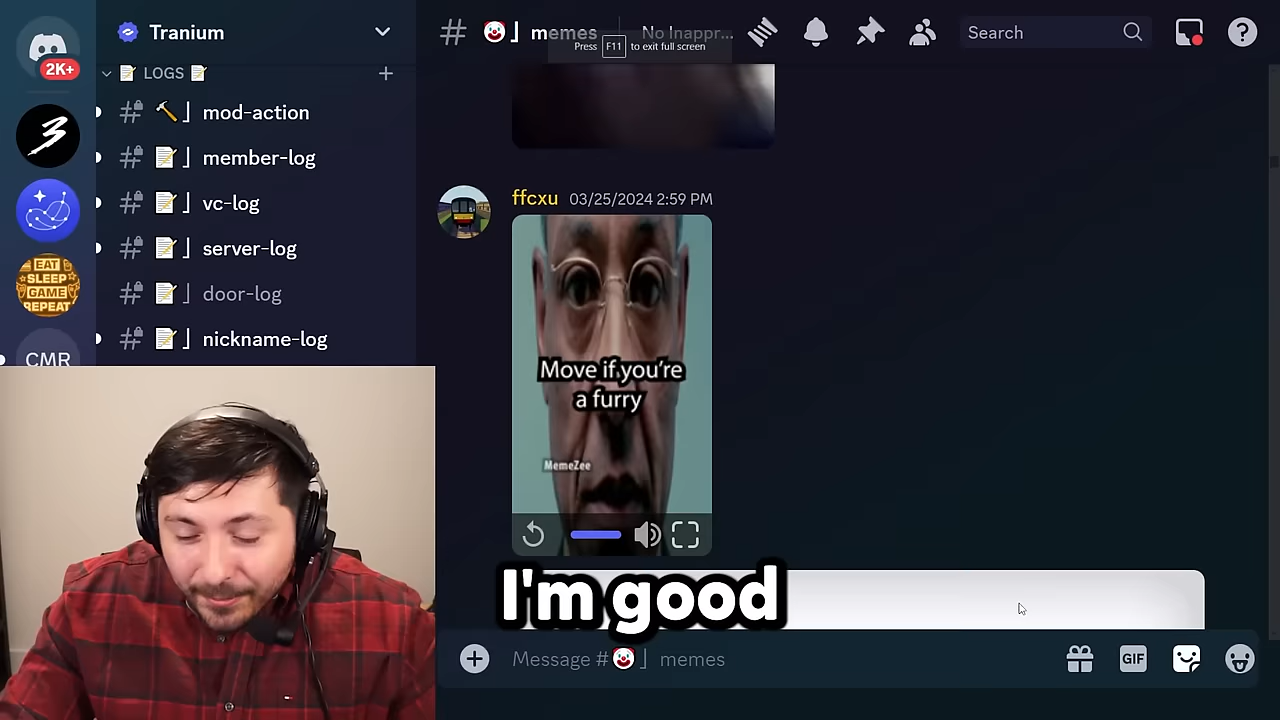 2K+
Tranium
LOGS
mod-action
member-log
vc-log
server-log
door-log
nickname-log
EAT
SLEEP
GAME
REPEAT
CMR
memes
No Inappr...
Press F11 to exit full screen
Search
ffcxu 03/25/2024 2:59 PM
Move if you're
a furry
MemeZee
I'm good
Message # memes
GIF